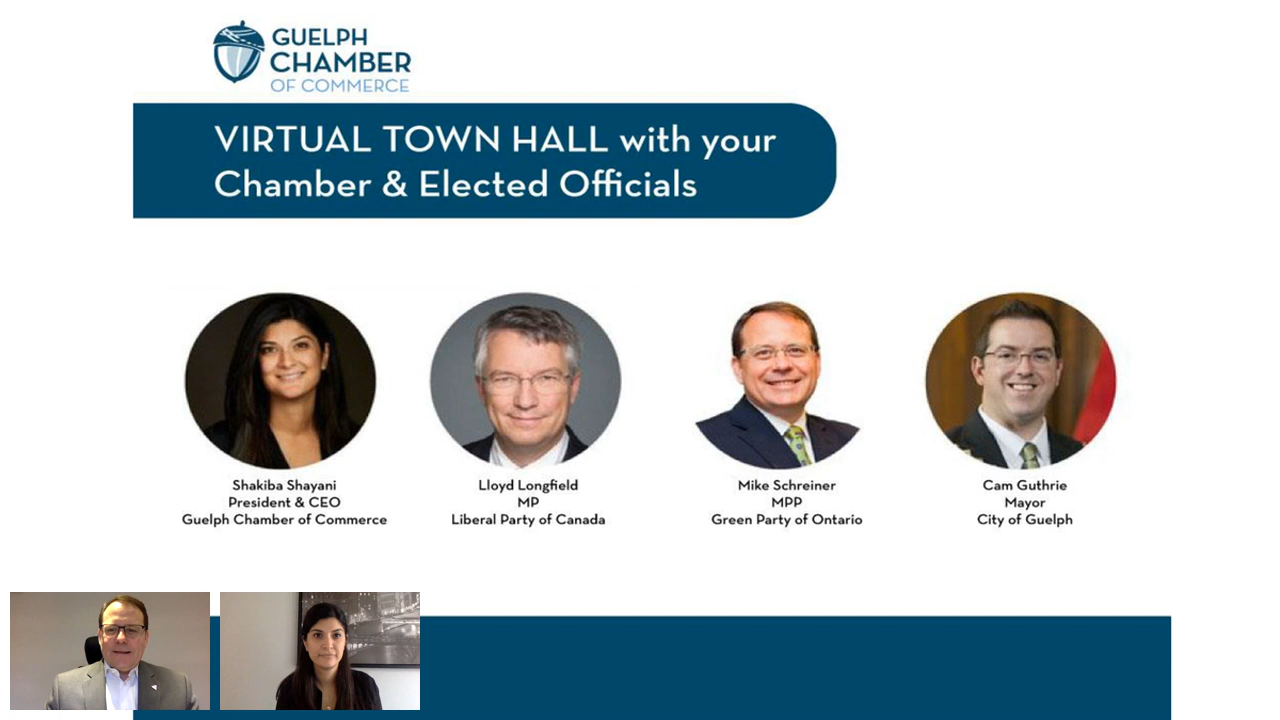 GUELPH
CHAMBER
OF COMMERCE
VIRTUAL TOWN HALL with your
Chamber & Elected Officials
Shakiba Shayani
President & CEO
Guelph Chamber of Commerce
Lloyd Longfield
MP
Liberal Party of Canada
Mike Schreiner
MPP
Green Party of Ontario
Cam Guthrie
Mayor
City of Guelph